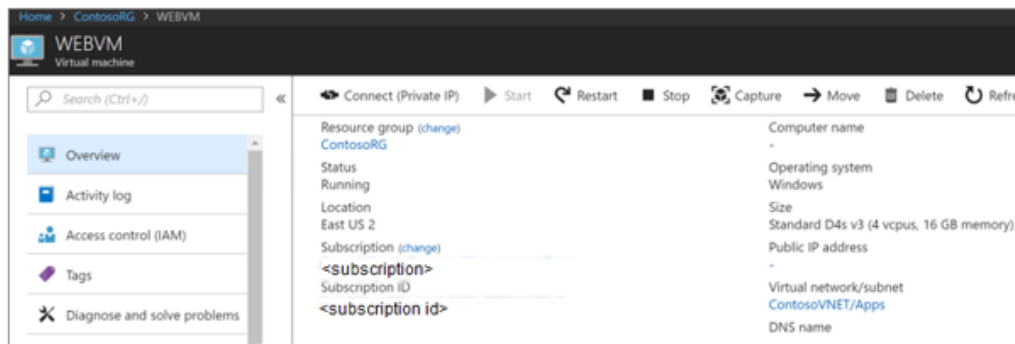 Home > ContosoRG > WEBVM
WEBVM
Virtual machine
Search (Ctrl+/)
«
Overview
Activity log
Access control (IAM)
Tags
Diagnose and solve problems
Connect (Private IP) Start Restart Stop Capture Move Delete Refre
Resource group (change)
ContosoRG
Status
Running
Location
East US 2
Subscription (change)
<subscription>
Subscription ID
<subscription id>
Computer name
-
Operating system
Windows
Size
Standard D4s v3 (4 vcpus, 16 GB memory)
Public IP address
-
Virtual network/subnet
ContosoVNET/Apps
DNS name